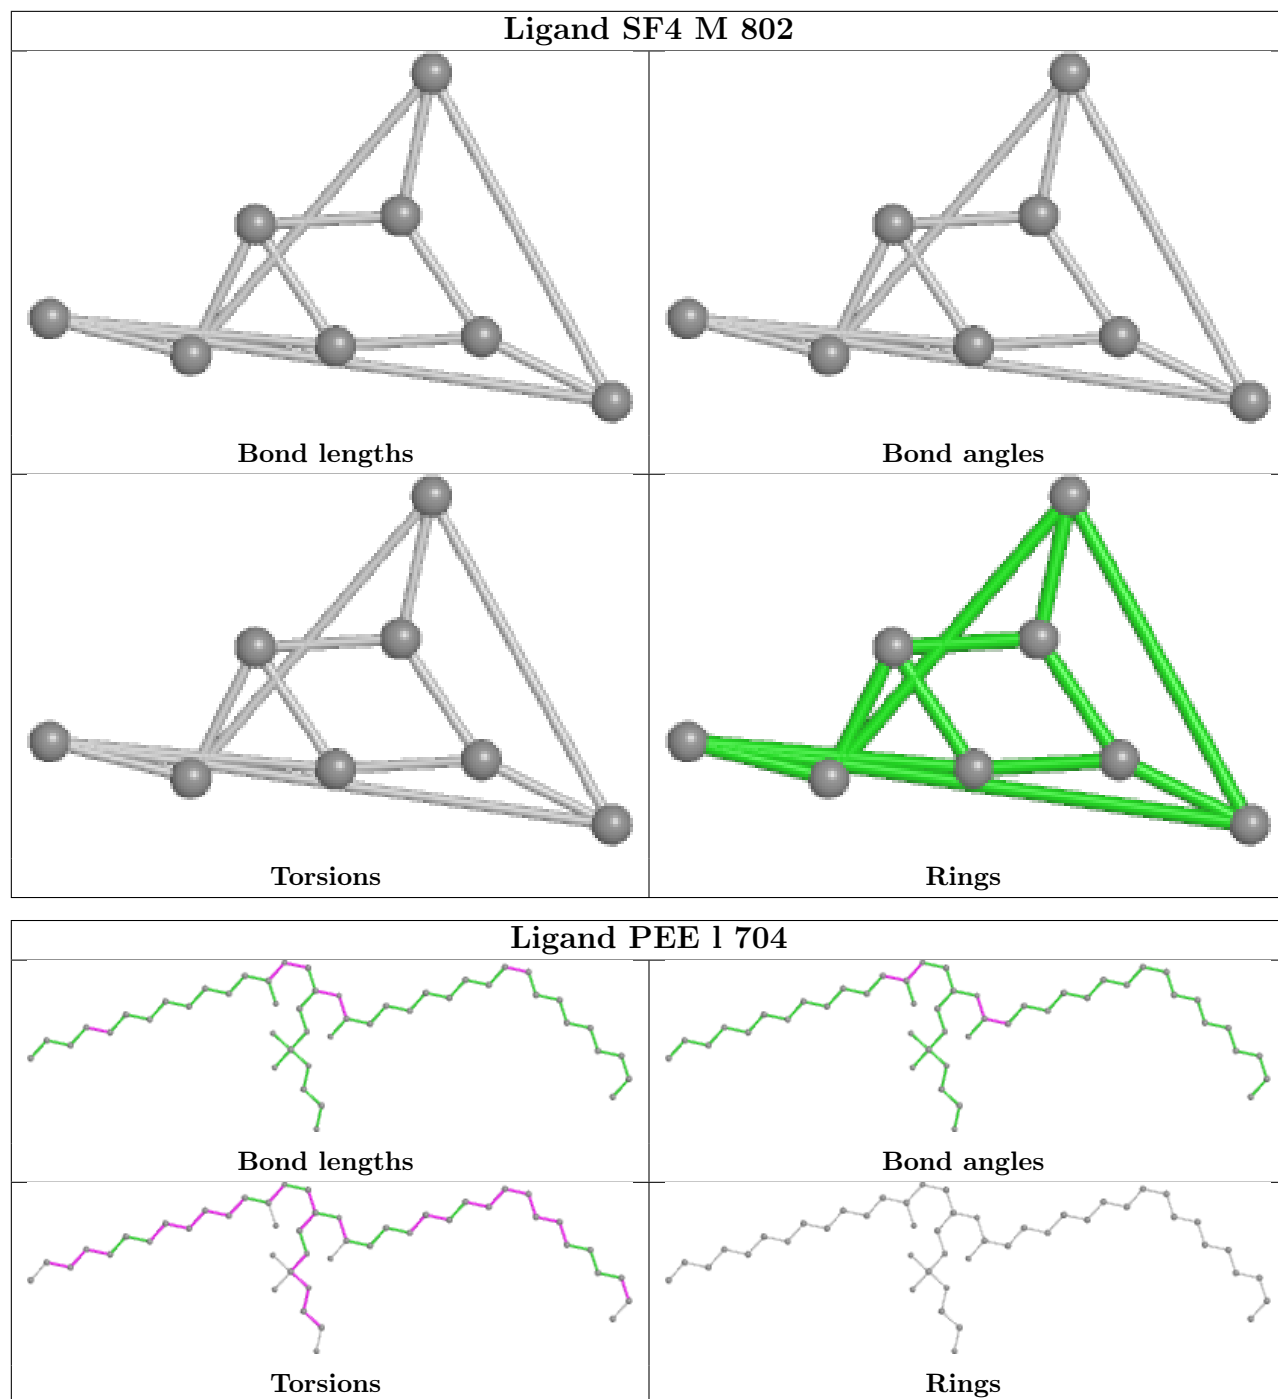 Ligand SF4 M 802
Bond lengths
Bond angles
Torsions
Rings
Ligand PEE l 704
Bond lengths
Bond angles
Torsions
Rings